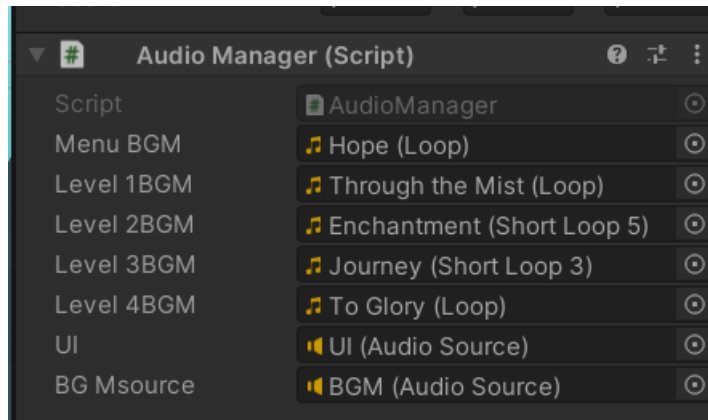 Audio Manager (Script)
Script AudioManager
Menu BGM Hope (Loop)
Level 1BGM Through the Mist (Loop)
Level 2BGM Enchantment (Short Loop 5)
Level 3BGM Journey (Short Loop 3)
Level 4BGM To Glory (Loop)
UI UI (Audio Source)
BG Msource BGM (Audio Source)